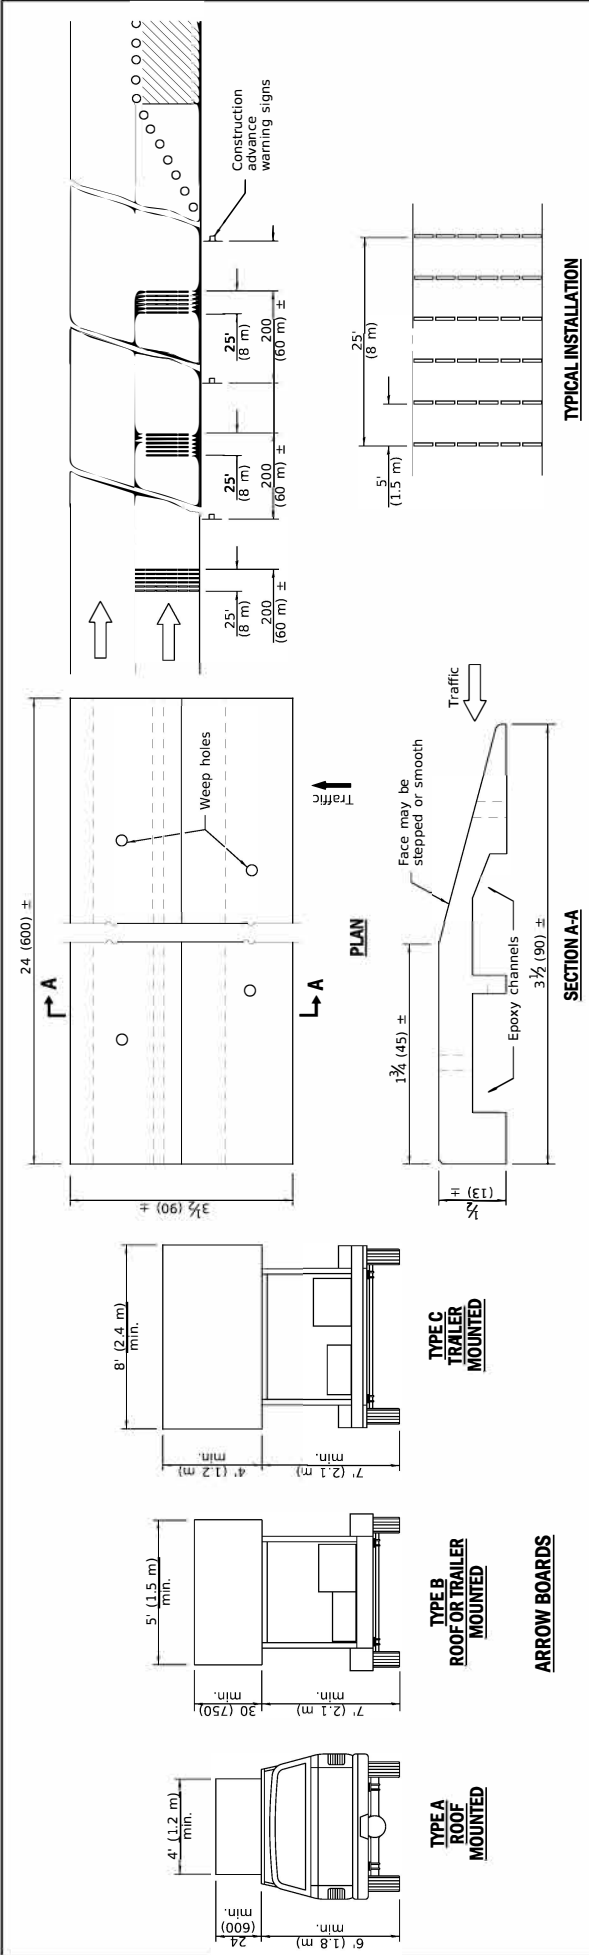 4' (1.2 m)
min.
24
(600)
min.
6' (1.8 m)
min.
TYPE A
ROOF
MOUNTED
5' (1.5 m)
min.
30 (750)
min.
7' (2.1 m)
min.
TYPE B
ROOF OR TRAILER
MOUNTED
8' (2.4 m)
min.
4' (1.2 m)
min.
7' (2.1 m)
min.
TYPE C
TRAILER
MOUNTED
ARROW BOARDS
24 (600) ±
3½ (90) ±
A
A
Weep holes
Traffic
PLAN
1¾ (45) ±
½
(13) ±
Face may be
stepped or smooth
Traffic
Epoxy channels
3½ (90) ±
SECTION A-A
25'
(8 m)
200
(60 m) ±
25'
(8 m)
200
(60 m) ±
25'
(8 m)
200
(60 m) ±
Construction
advance
warning signs
25'
(8 m)
5'
(1.5 m)
TYPICAL INSTALLATION